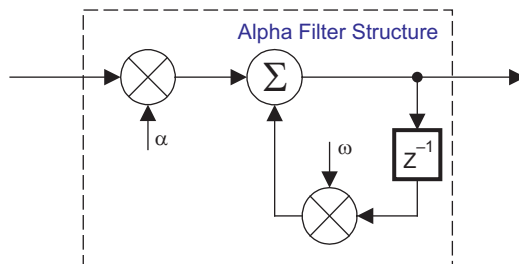 Alpha Filter Structure
Σ
α
ω
z⁻¹